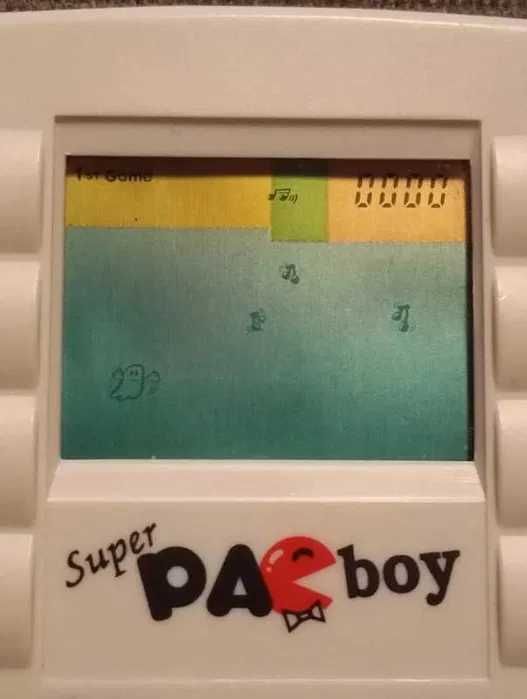 1st Game
0000
Super
PAC boy